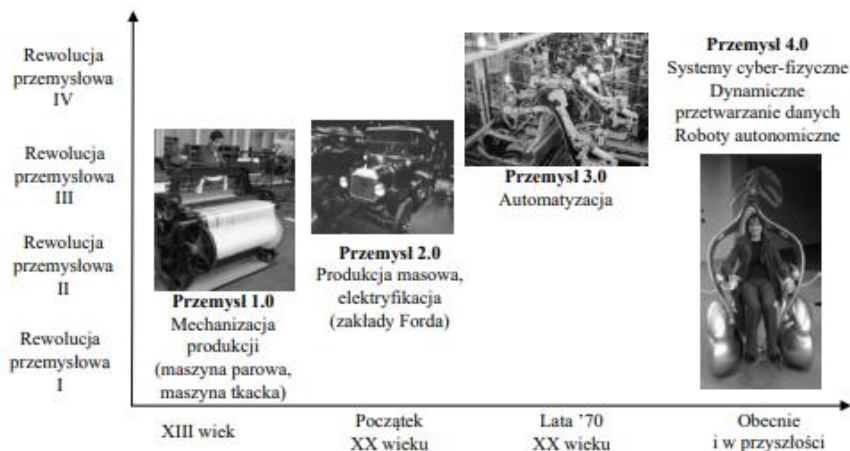 Rewolucja
przemysłowa
IV
Rewolucja
przemysłowa
III
Rewolucja
przemysłowa
II
Rewolucja
przemysłowa
I
Przemysł 1.0
Mechanizacja
produkcji
(maszyna parowa,
maszyna tkacka)
Przemysł 2.0
Produkcja masowa,
elektryfikacja
(zakłady Forda)
Przemysł 3.0
Automatyzacja
Przemysł 4.0
Systemy cyber-fizyczne
Dynamiczne
przetwarzanie danych
Roboty autonomiczne
XIII wiek
Początek
XX wieku
Lata ’70
XX wieku
Obecnie
i w przyszłości